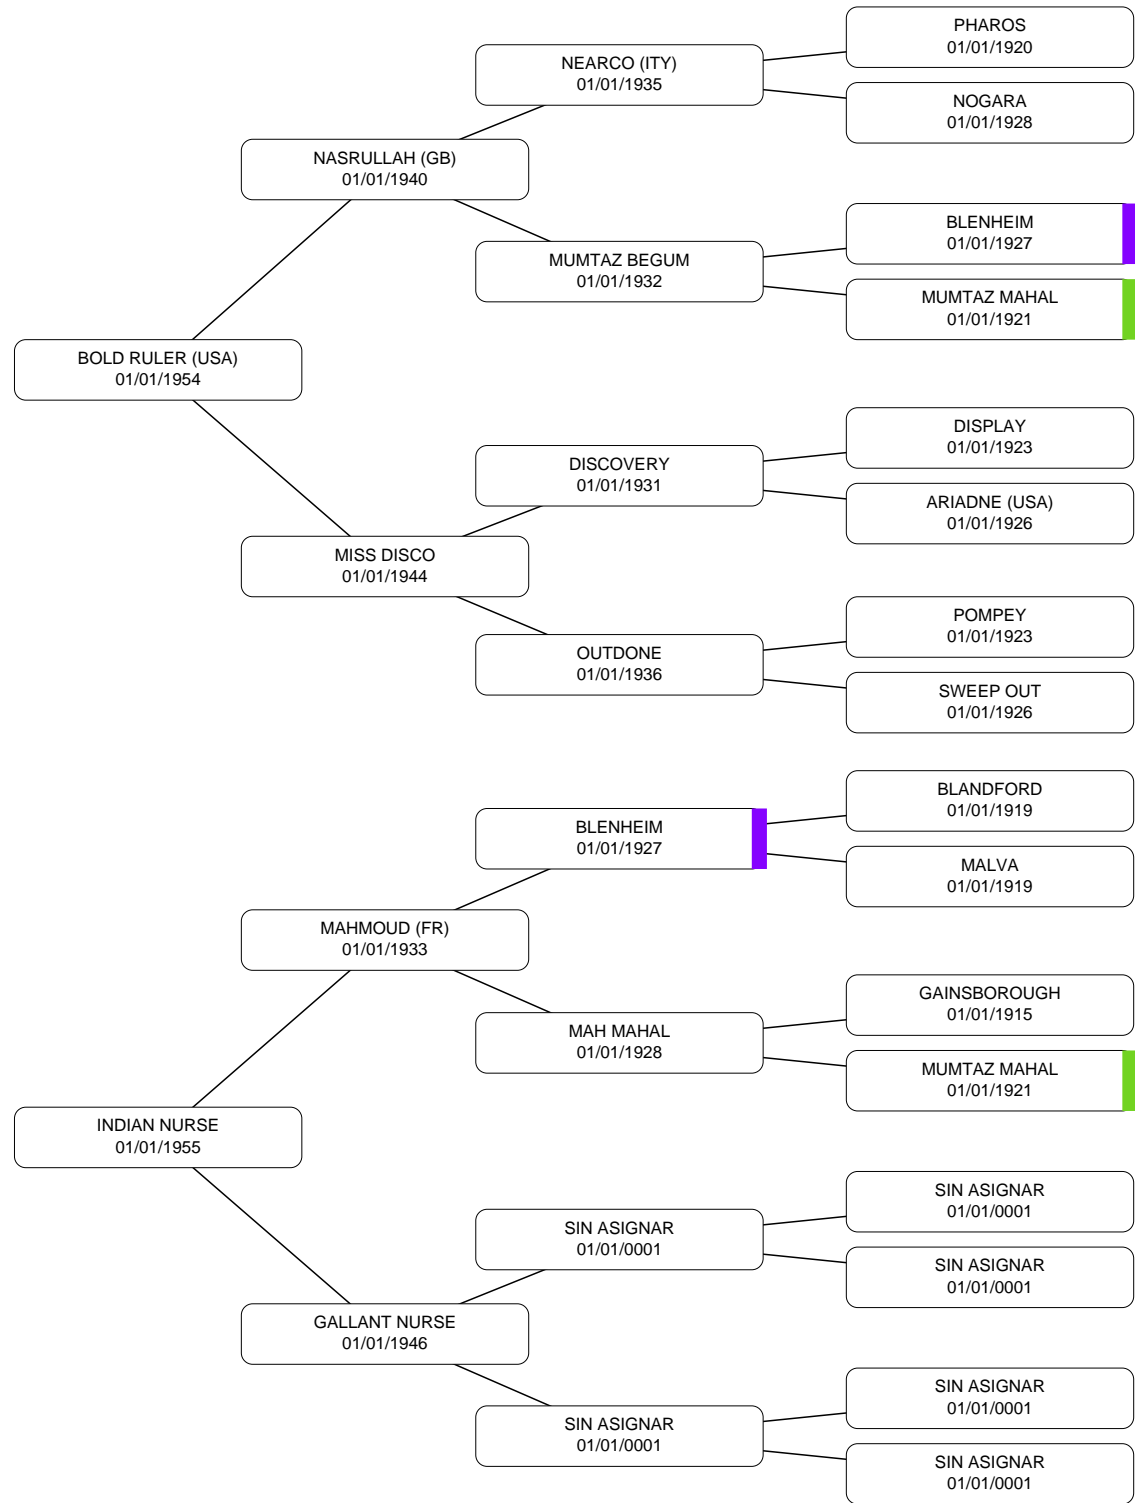 PHAROS
01/01/1920
NEARCO (ITY)
01/01/1935
NOGARA
01/01/1928
NASRULLAH (GB)
01/01/1940
BLENHEIM
01/01/1927
MUMTAZ BEGUM
01/01/1932
MUMTAZ MAHAL
01/01/1921
BOLD RULER (USA)
01/01/1954
DISPLAY
01/01/1923
DISCOVERY
01/01/1931
ARIADNE (USA)
01/01/1926
MISS DISCO
01/01/1944
POMPEY
01/01/1923
OUTDONE
01/01/1936
SWEEP OUT
01/01/1926
BLANDFORD
01/01/1919
BLENHEIM
01/01/1927
MALVA
01/01/1919
MAHMOUD (FR)
01/01/1933
GAINSBOROUGH
01/01/1915
MAH MAHAL
01/01/1928
MUMTAZ MAHAL
01/01/1921
INDIAN NURSE
01/01/1955
SIN ASIGNAR
01/01/0001
SIN ASIGNAR
01/01/0001
SIN ASIGNAR
01/01/0001
GALLANT NURSE
01/01/1946
SIN ASIGNAR
01/01/0001
SIN ASIGNAR
01/01/0001
SIN ASIGNAR
01/01/0001